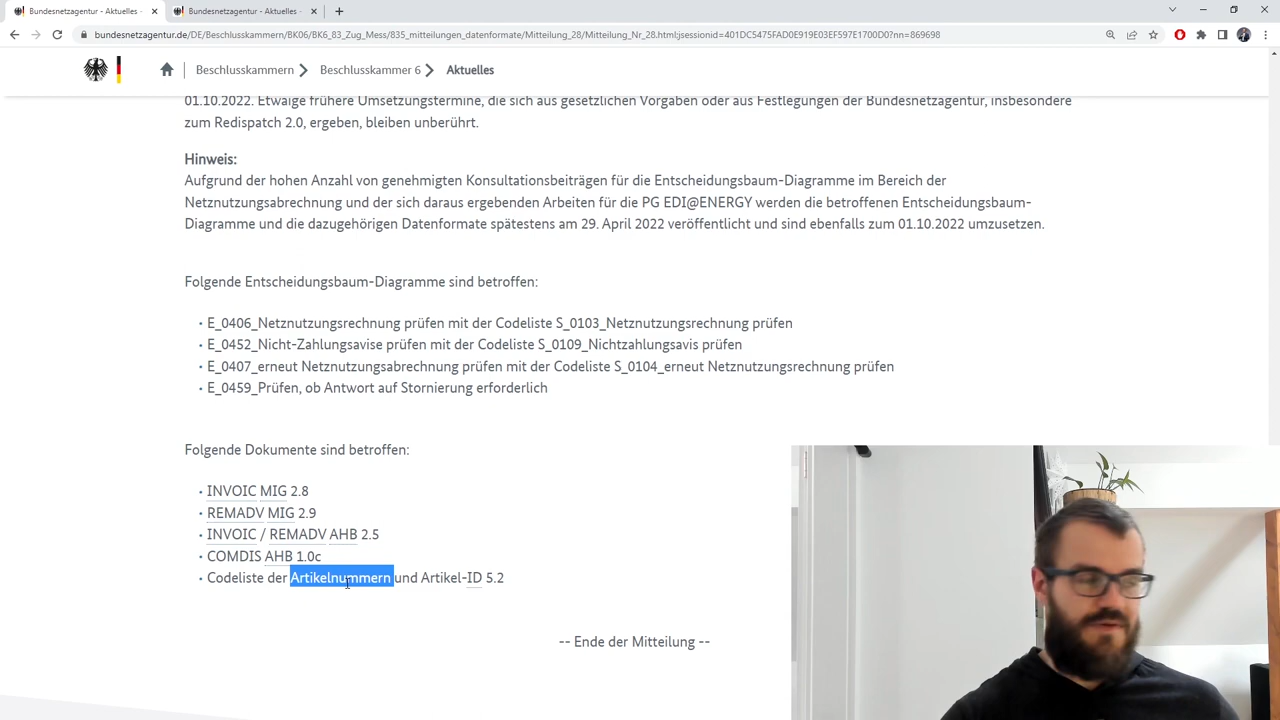 Bundesnetzagentur - Aktuelles -
Bundesnetzagentur - Aktuelles -
bundesnetzagentur.de/DE/Beschlusskammern/BK06/BK6_83_Zug_Mess/835_mitteilungen_datenformate/Mitteilung_28/Mitteilung_Nr_28.html;jsessionid=401DC5475FAD0E919E03EF597E1700D0?nn=869698
Beschlusskammern Beschlusskammer 6 Aktuelles
01.10.2022. Etwaige frühere Umsetzungstermine, die sich aus gesetzlichen Vorgaben oder aus Festlegungen der Bundesnetzagentur, insbesondere
zum Redispatch 2.0, ergeben, bleiben unberührt.
Hinweis:
Aufgrund der hohen Anzahl von genehmigten Konsultationsbeiträgen für die Entscheidungsbaum-Diagramme im Bereich der
Netznutzungsabrechnung und der sich daraus ergebenden Arbeiten für die PG EDI@ENERGY werden die betroffenen Entscheidungsbaum-
Diagramme und die dazugehörigen Datenformate spätestens am 29. April 2022 veröffentlicht und sind ebenfalls zum 01.10.2022 umzusetzen.
Folgende Entscheidungsbaum-Diagramme sind betroffen:
• E_0406_Netznutzungsrechnung prüfen mit der Codeliste S_0103_Netznutzungsrechnung prüfen
• E_0452_Nicht-Zahlungsavise prüfen mit der Codeliste S_0109_Nichtzahlungsavis prüfen
• E_0407_erneut Netznutzungsabrechnung prüfen mit der Codeliste S_0104_erneut Netznutzungsrechnung prüfen
• E_0459_Prüfen, ob Antwort auf Stornierung erforderlich
Folgende Dokumente sind betroffen:
• INVOIC MIG 2.8
• REMADV MIG 2.9
• INVOIC / REMADV AHB 2.5
• COMDIS AHB 1.0c
• Codeliste der Artikelnummern und Artikel-ID 5.2
-- Ende der Mitteilung --